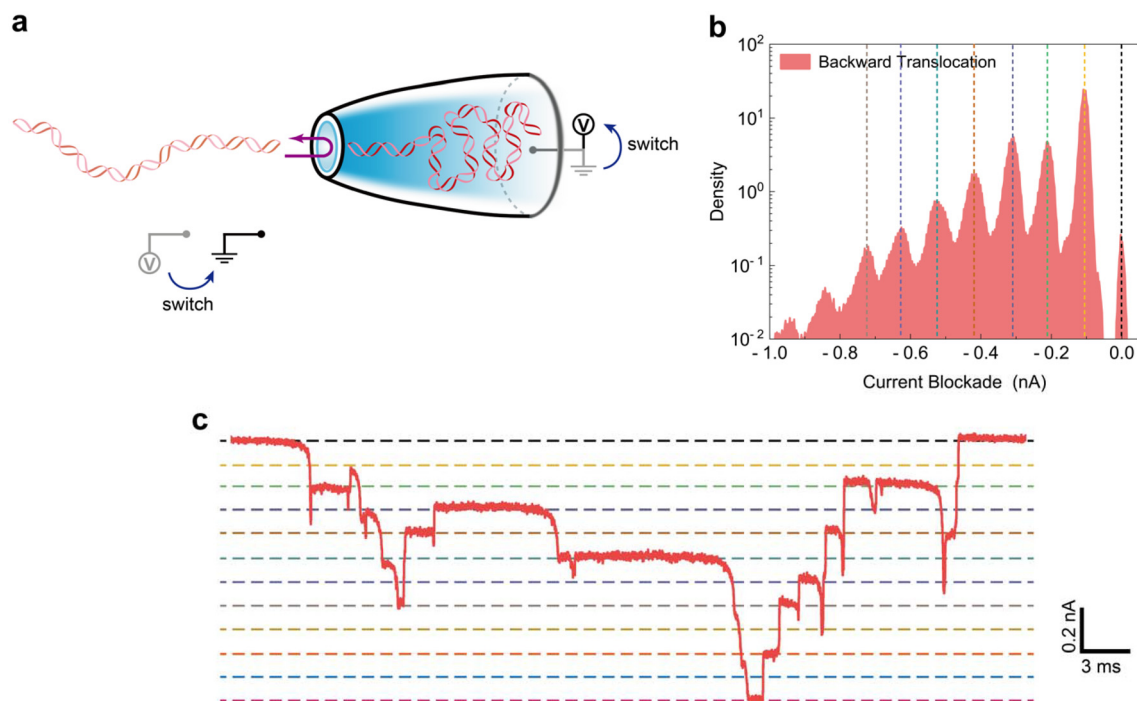 a
V
switch
V
switch
b
Backward Translocation
Density
10²
10¹
10⁰
10⁻¹
10⁻²
- 1.0
- 0.8
- 0.6
- 0.4
- 0.2
0.0
Current Blockade (nA)
c
0.2 nA
3 ms